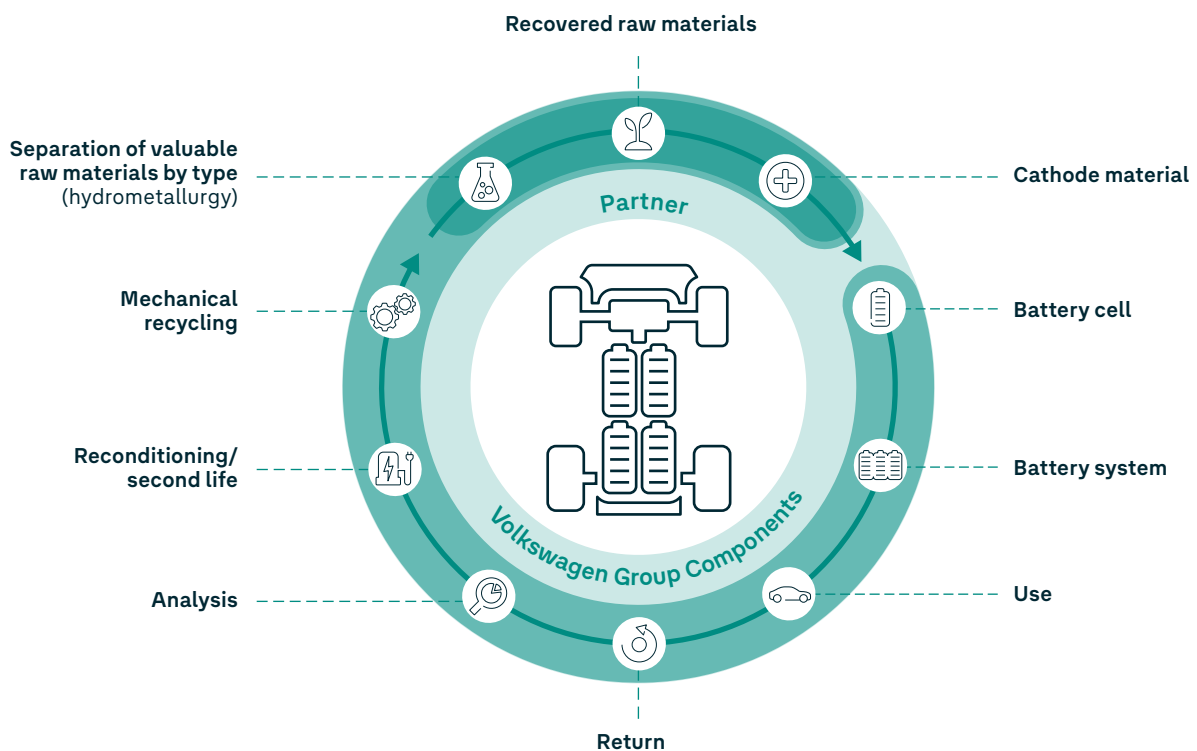 Recovered raw materials
Separation of valuable
raw materials by type
(hydrometallurgy)
Cathode material
Partner
Mechanical
recycling
Battery cell
Reconditioning/
second life
Battery system
Volkswagen Group Components
Analysis
Use
Return